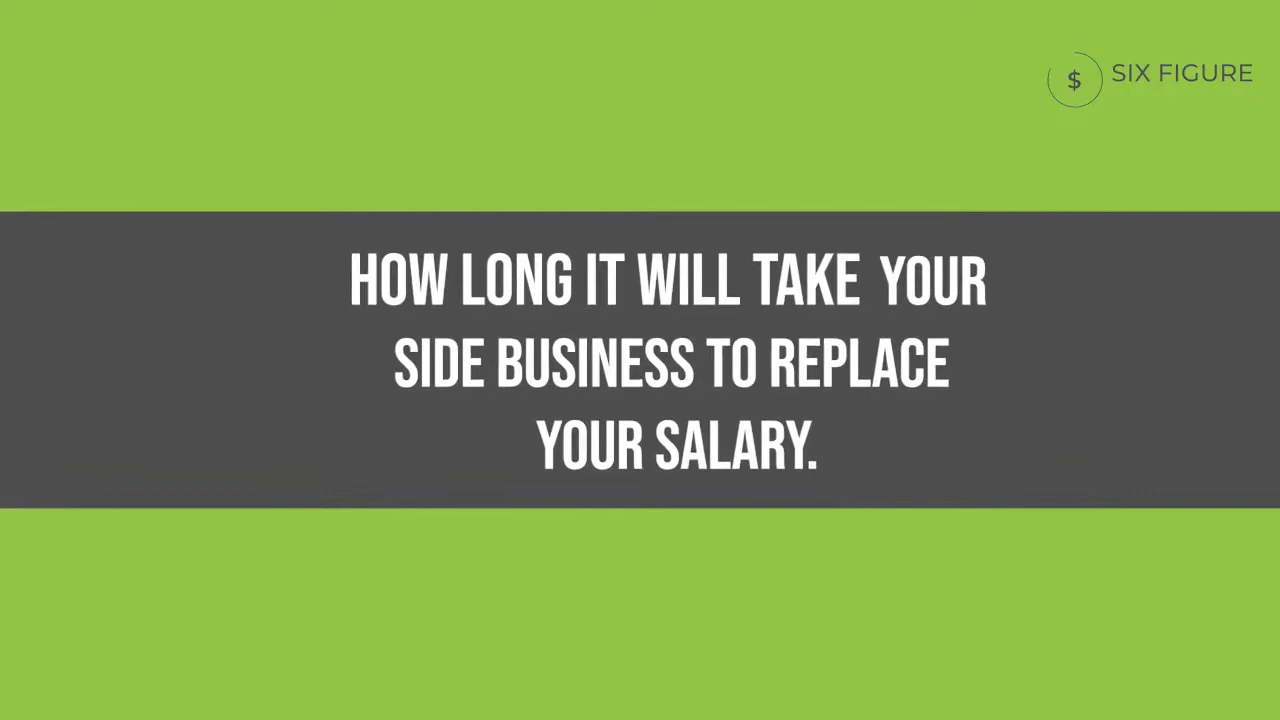 $ SIX FIGURE
HOW LONG IT WILL TAKE YOUR
SIDE BUSINESS TO REPLACE
YOUR SALARY.